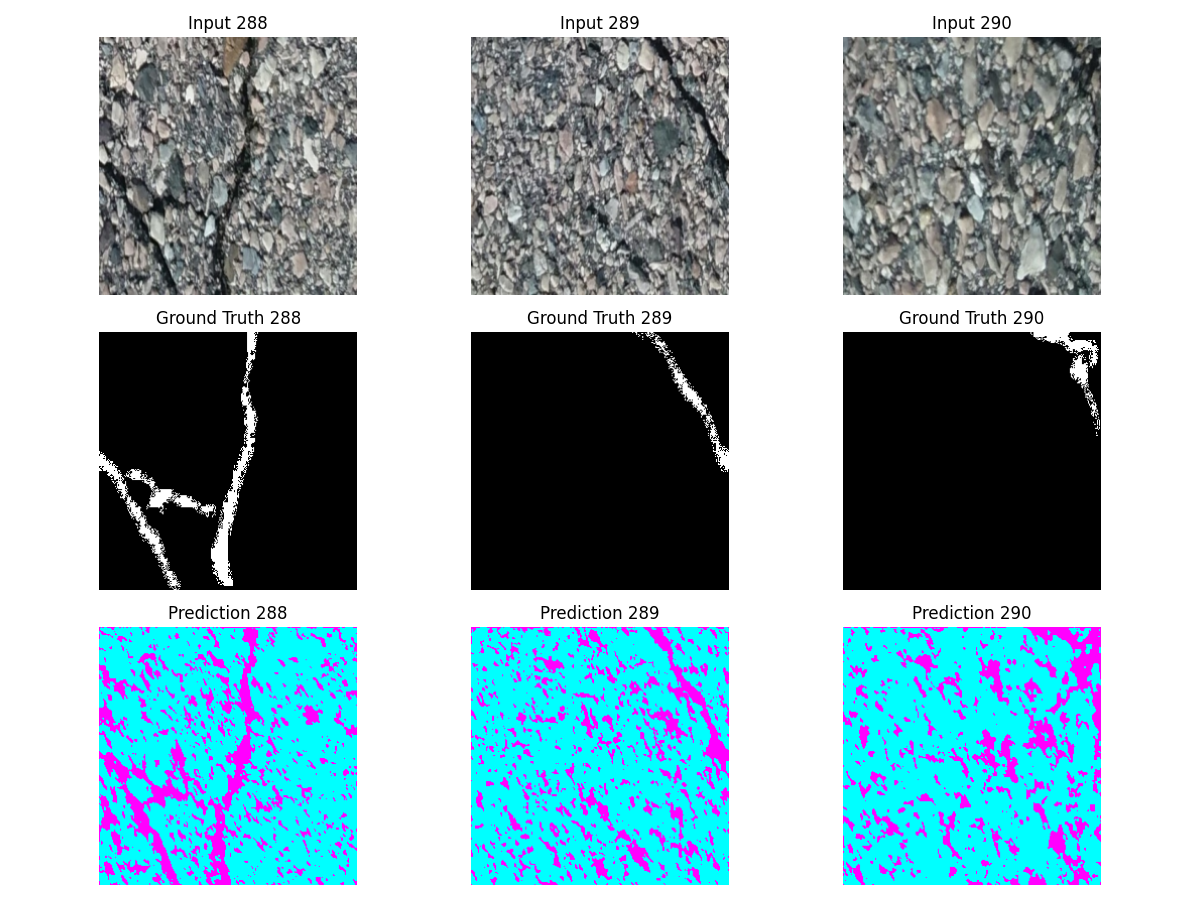 Input 288
Input 289
Input 290
Ground Truth 288
Ground Truth 289
Ground Truth 290
Prediction 288
Prediction 289
Prediction 290